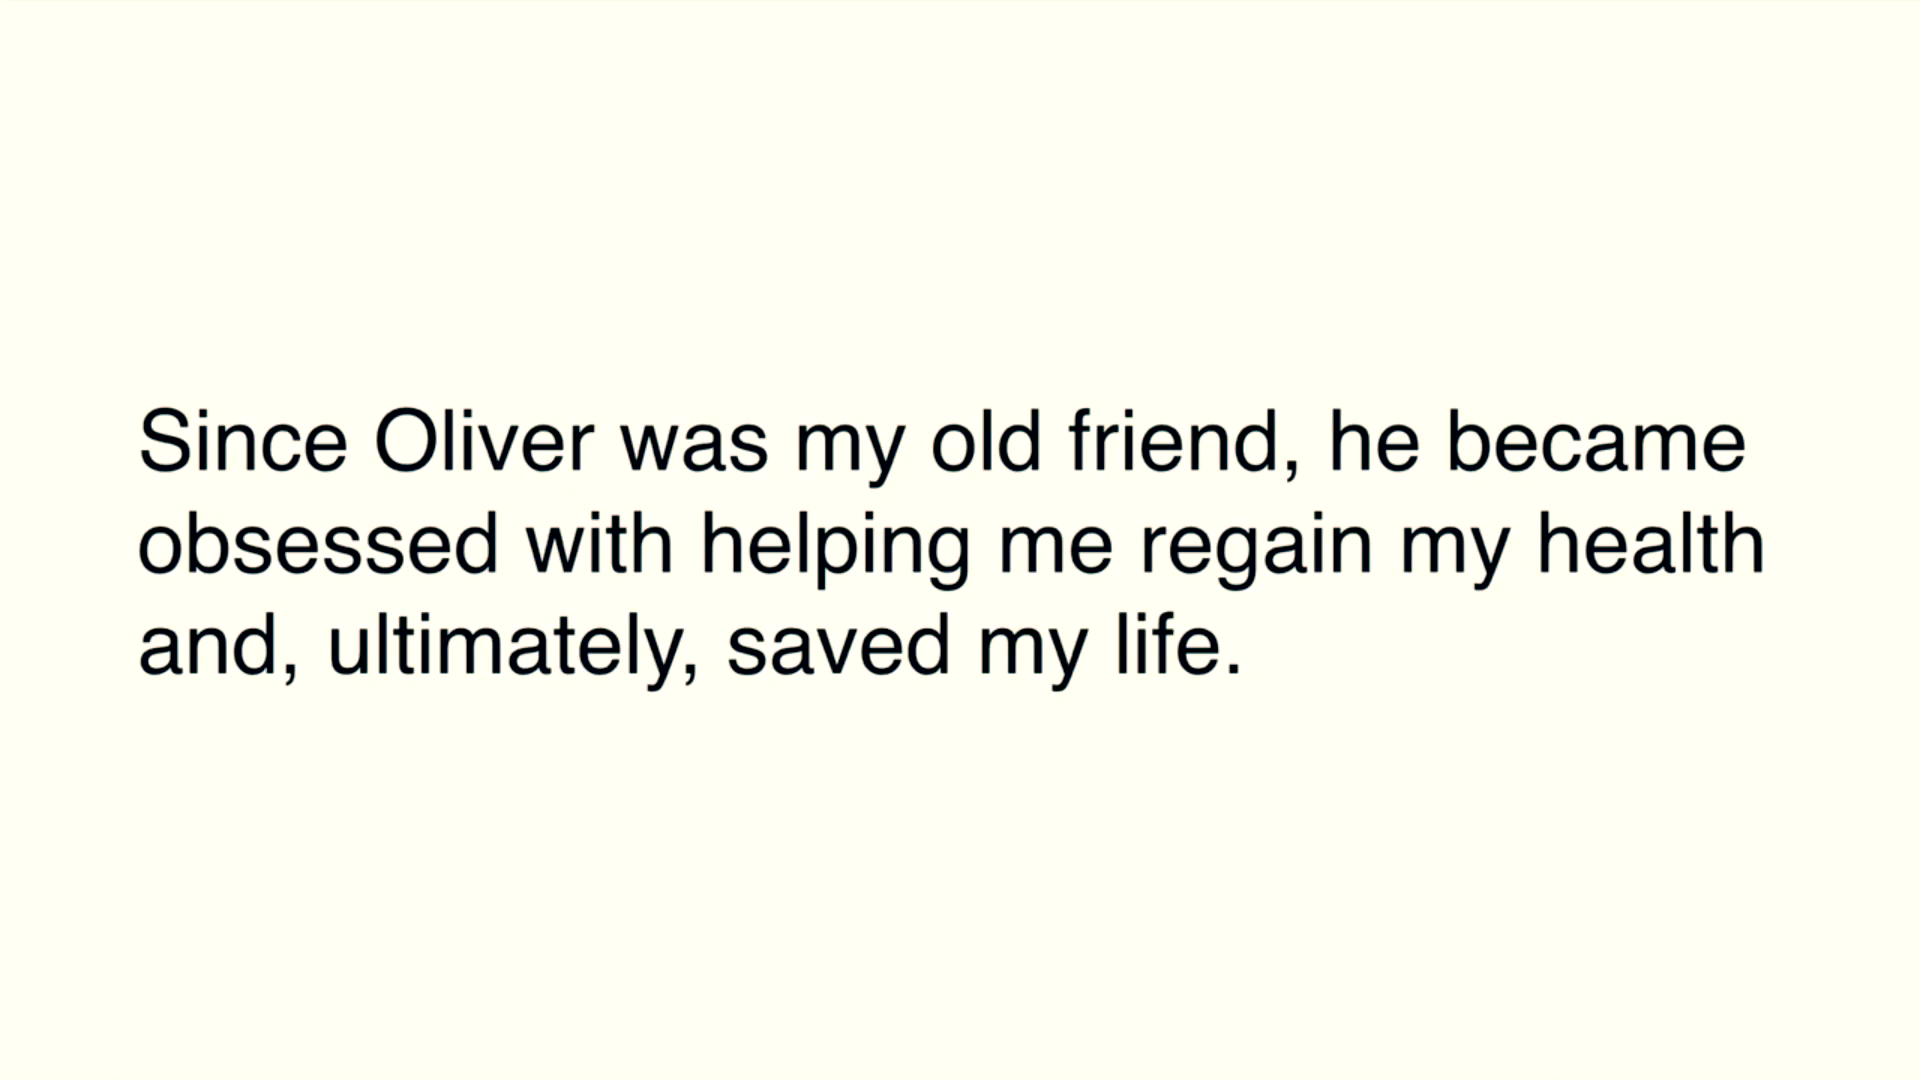 Since Oliver was my old friend, he became
obsessed with helping me regain my health
and, ultimately, saved my life.